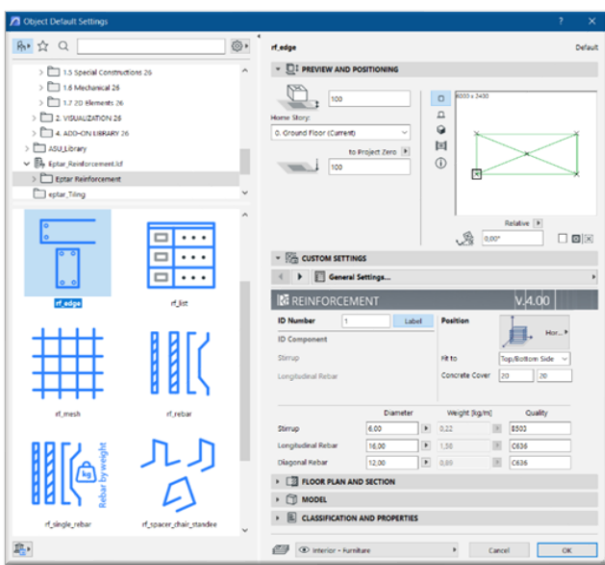 Object Default Settings
1.5 Special Constructions 26
1.6 Mechanical 26
1.7 2D Elements 26
2. VISUALIZATION 26
4. ADD-ON LIBRARY 26
ASU_Library
Eptar_Reinforcement.lcf
Eptar Reinforcement
eptar_Tiling
rf_edge
rf_list
rf_mesh
rf_rebar
kg
Rebar by weight
rf_single_rebar
rf_spacer_chair_standee
rf_edge
Default
PREVIEW AND POSITIONING
100
Home Story:
0. Ground Floor (Current)
to Project Zero
100
Relative
0,00°
CUSTOM SETTINGS
General Settings...
REINFORCEMENT V.4.00
ID Number 1 Label Position
Hor...
ID Component
Stirrup Fit to Top/Bottom Side
Longitudinal Rebar Concrete Cover 20 20
Diameter Weight [kg/m] Quality
Stirrup 6,00 0,22 B503
Longitudinal Rebar 16,00 1,58 C636
Diagonal Rebar 12,00 0,89 C636
FLOOR PLAN AND SECTION
MODEL
CLASSIFICATION AND PROPERTIES
Interior - Furniture
Cancel OK